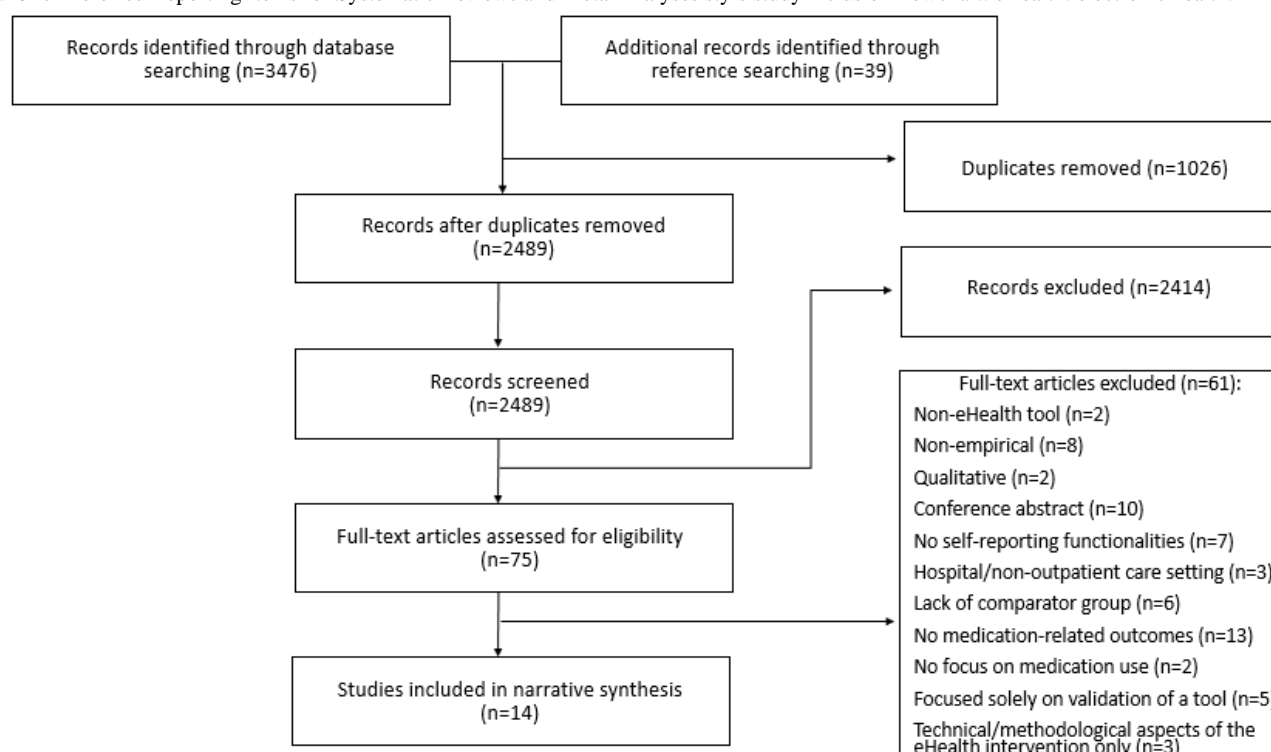 Records identified through database
searching (n=3476)
Additional records identified through
reference searching (n=39)
Duplicates removed (n=1026)
Records after duplicates removed
(n=2489)
Records excluded (n=2414)
Records screened
(n=2489)
Full-text articles assessed for eligibility
(n=75)
Full-text articles excluded (n=61):
Non-eHealth tool (n=2)
Non-empirical (n=8)
Qualitative (n=2)
Conference abstract (n=10)
No self-reporting functionalities (n=7)
Hospital/non-outpatient care setting (n=3)
Lack of comparator group (n=6)
No medication-related outcomes (n=13)
No focus on medication use (n=2)
Focused solely on validation of a tool (n=5
Technical/methodological aspects of the
eHealth intervention only (n=3)
Studies included in narrative synthesis
(n=14)